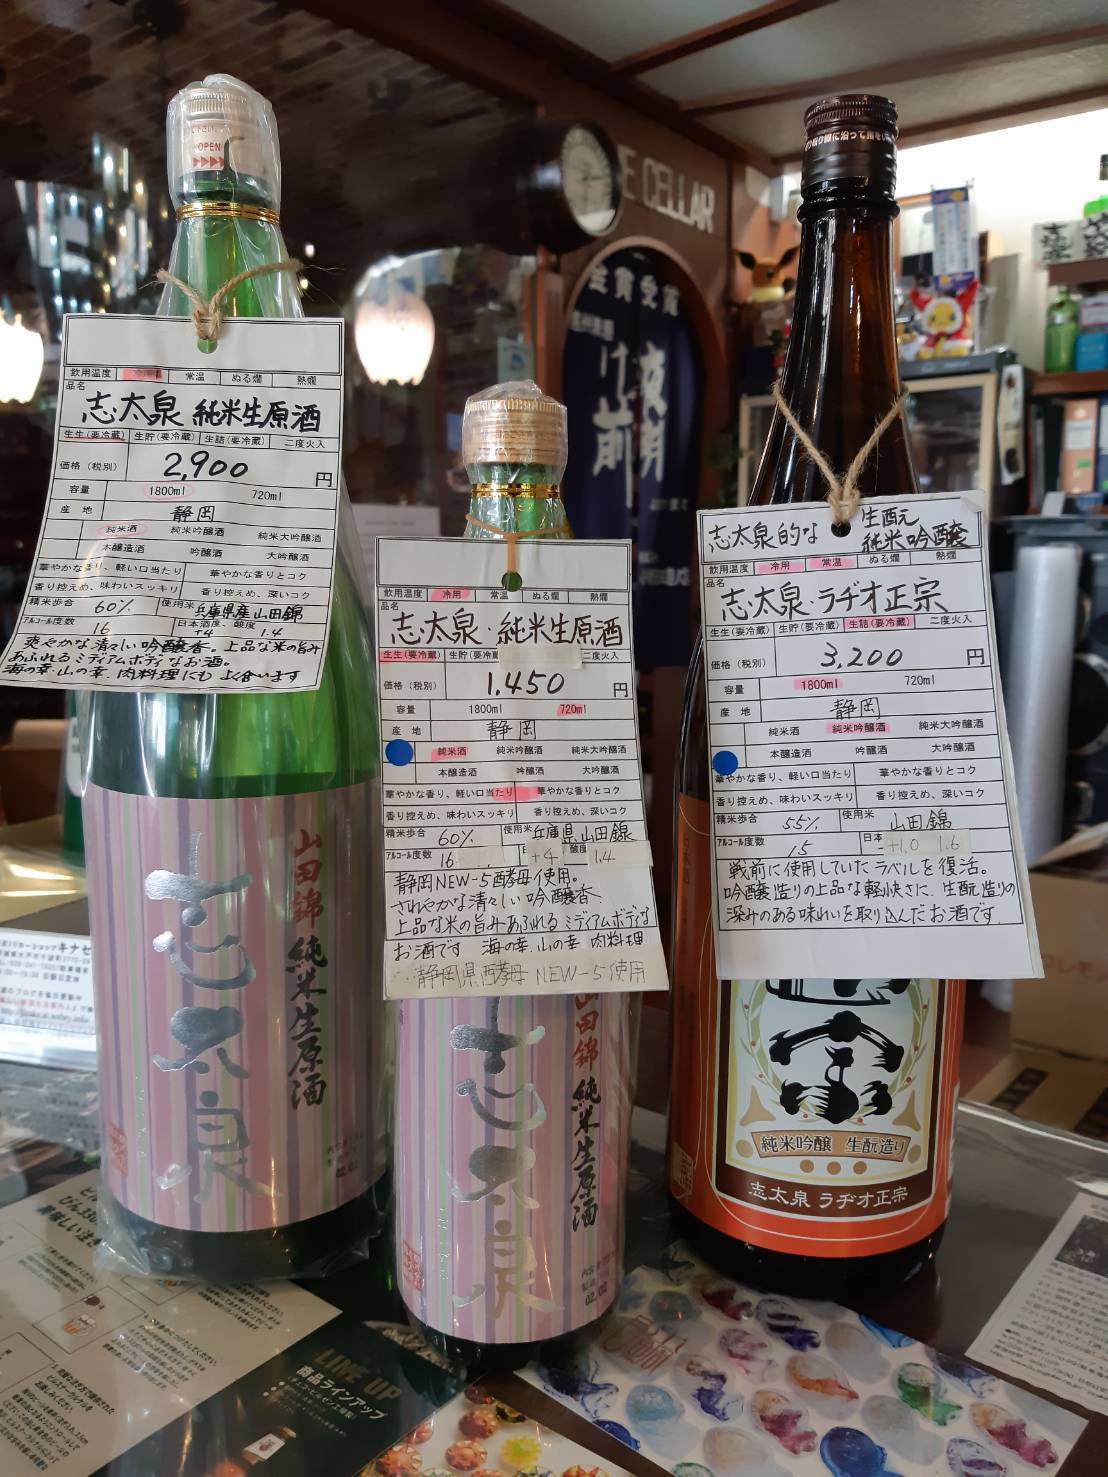 OPEN
飲用温度 冷用 常温 ぬる燗 熱燗
品名
志太泉 純米生原酒
生生(要冷蔵) 生貯(要冷蔵) 生詰(要冷蔵) 二度火入
価格(税別) 2,900 円
容量 1800ml 720ml
産地 静岡
純米酒 純米吟醸酒 純米大吟醸酒
本醸造酒 吟醸酒 大吟醸酒
華やかな香り、軽い口当たり 華やかな香りとコク
香り控えめ、味わいスッキリ 香り控えめ、深いコク
精米歩合 60% 使用米 兵庫県産山田錦
アルコール度数 16 日本酒度、酸度 +4 1.4
爽やかな清々しい吟醸香。上品な米の旨み
あふれるミディアムボディなお酒。
海の幸・山の幸、肉料理にもよく合います
山田錦 純米生原酒
志太泉
飲用温度 冷用 常温 ぬる燗 熱燗
品名
志太泉・純米生原酒
生生(要冷蔵) 生貯(要冷蔵 二度火入
価格(税別) 1,450 円
容量 1800ml 720ml
産地 静岡
純米酒 純米吟醸酒 純米大吟醸酒
本醸造酒 吟醸酒 大吟醸酒
華やかな香り、軽い口当たり 華やかな香りとコク
香り控えめ、味わいスッキリ 香り控えめ、深いコク
精米歩合 60% 使用米 兵庫県山田錦
アルコール度数 16 +4 酸度 1.4
静岡NEW-5酵母使用。
さわやかな清々しい吟醸香
上品な米の旨みあふれるミディアムボディな
お酒です 海の幸、山の幸 肉料理
静岡県酵母 NEW-5使用
山田錦 純米生原酒
志太泉
02.02
志太泉的な 生酛 純米吟醸
飲用温度 冷用 常温 ぬる燗 熱燗
品名
志太泉・ラヂオ正宗
生生(要冷蔵) 生貯(要冷蔵) 生詰(要冷蔵) 二度火入
価格(税別) 3,200 円
容量 1800ml 720ml
産地 静岡
純米酒 純米吟醸酒 純米大吟醸酒
本醸造酒 吟醸酒 大吟醸酒
華やかな香り、軽い口当たり 華やかな香りとコク
香り控えめ、味わいスッキリ 香り控えめ、深いコク
精米歩合 55% 使用米 山田錦
アルコール度数 15 日本 +1.0 1.6
戦前に使用していたラベルを復活。
吟醸造りの上品な軽快さに、生酛造りの
深みのある味わいを取り込んだお酒です
正宗
純米吟醸 生酛造り
志太泉 ラヂオ正宗
E CELLAR
金賞受賞
LINE UP
商品ラインアップ